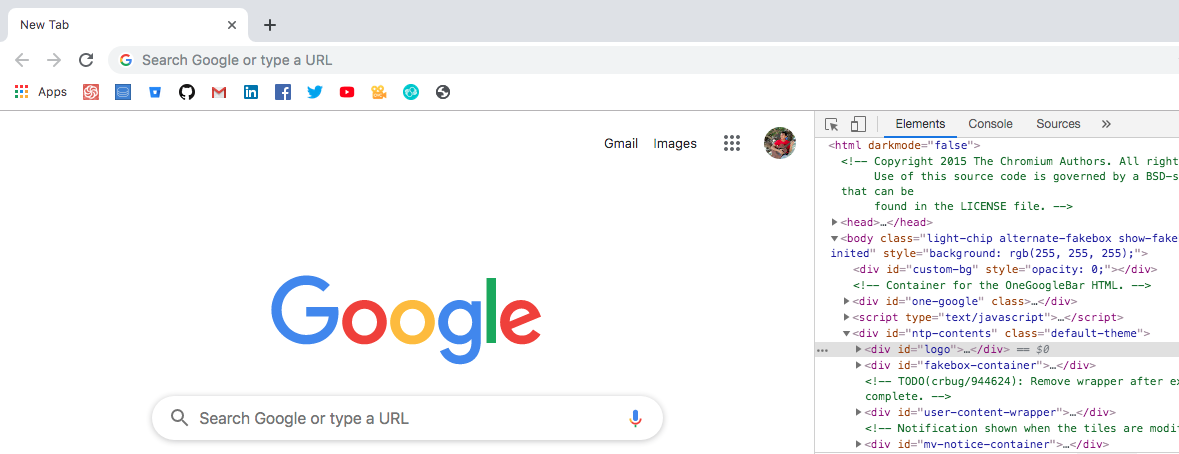 New Tab
Search Google or type a URL
Apps
Gmail Images
Google
Search Google or type a URL
Elements Console Sources
<html darkmode="false">
<!-- Copyright 2015 The Chromium Authors. All right
Use of this source code is governed by a BSD-s
that can be
found in the LICENSE file. -->
<head>…</head>
<body class="light-chip alternate-fakebox show-fake
inited" style="background: rgb(255, 255, 255);">
<div id="custom-bg" style="opacity: 0;"></div>
<!-- Container for the OneGoogleBar HTML. -->
<div id="one-google" class>…</div>
<script type="text/javascript">…</script>
<div id="ntp-contents" class="default-theme">
<div id="logo">…</div> == $0
<div id="fakebox-container">…</div>
<!-- TODO(crbug/944624): Remove wrapper after ex
complete. -->
<div id="user-content-wrapper">…</div>
<!-- Notification shown when the tiles are modi
<div id="mv-notice-container">…</div>